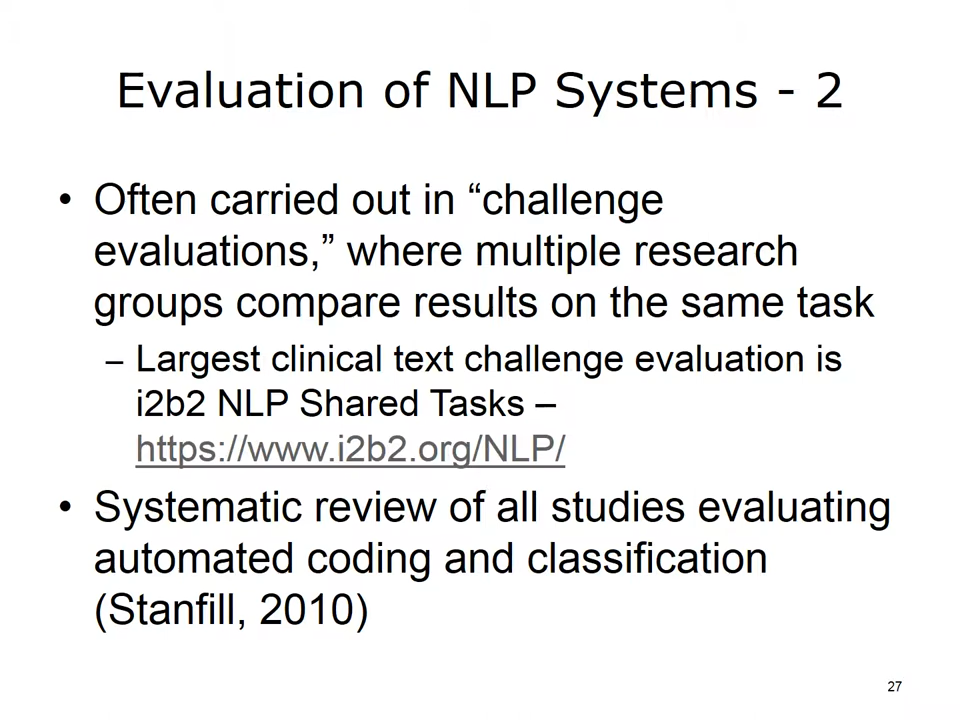 Evaluation of NLP Systems - 2
• Often carried out in “challenge
evaluations,” where multiple research
groups compare results on the same task
– Largest clinical text challenge evaluation is
i2b2 NLP Shared Tasks –
https://www.i2b2.org/NLP/
• Systematic review of all studies evaluating
automated coding and classification
(Stanfill, 2010)
27